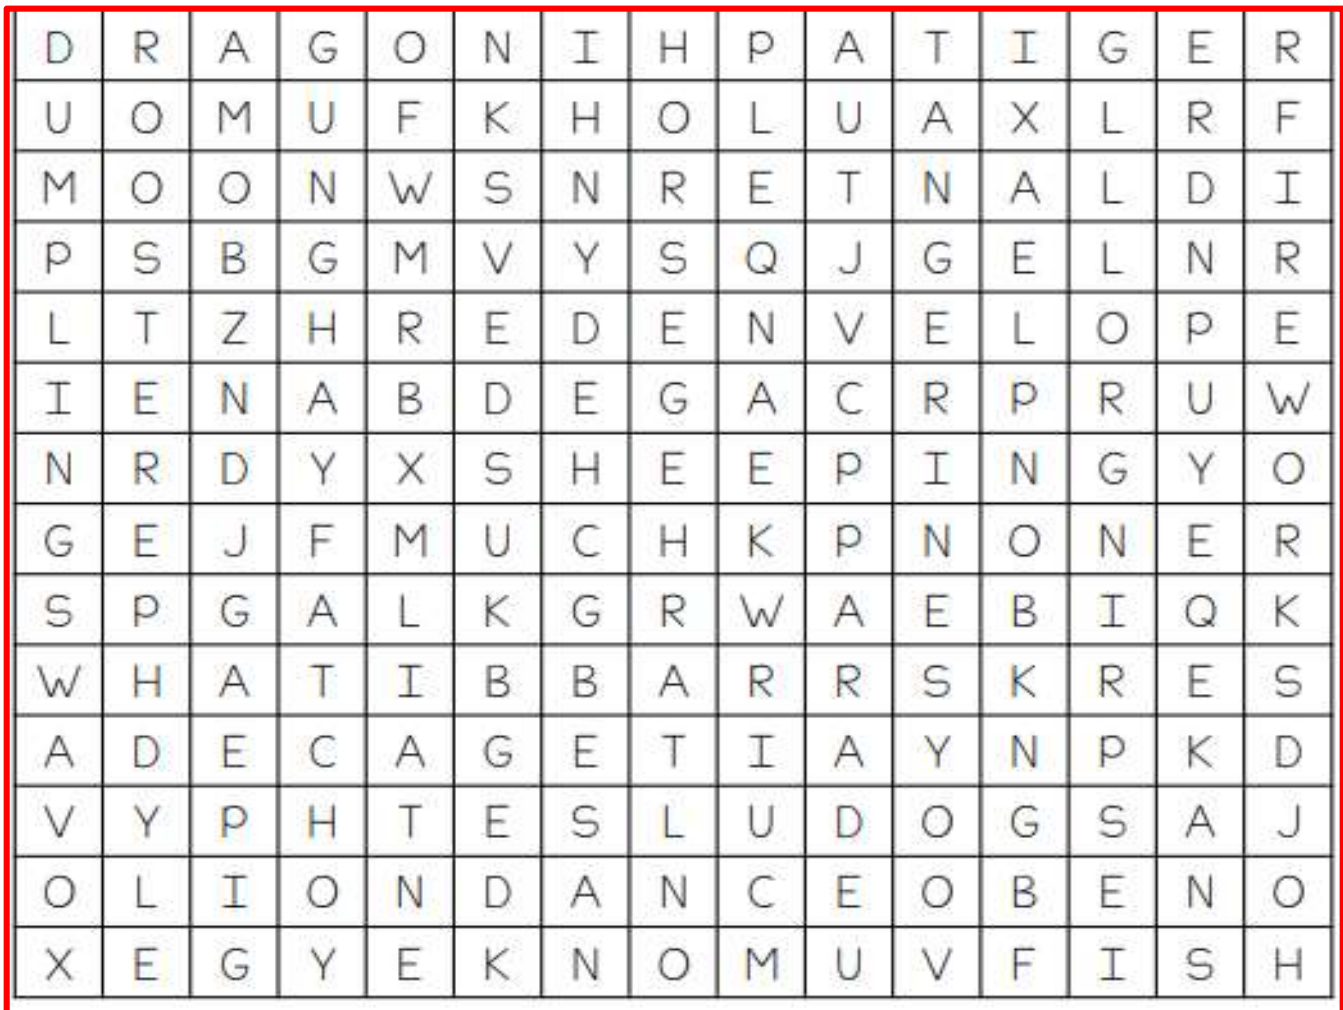 D R A G O N I H P A T I G E R
U O M U F K H O L U A X L R F
M O O N W S N R E T N A L D I
P S B G M V Y S Q J G E L N R
L T Z H R E D E N V E L O P E
I E N A B D E G A C R P R U W
N R D Y X S H E E P I N G Y O
G E J F M U C H K P N O N E R
S P G A L K G R W A E B I Q K
W H A T I B B A R R S K R E S
A D E C A G E T I A Y N P K D
V Y P H T E S L U D O G S A J
O L I O N D A N C E O B E N O
X E G Y E K N O M U V F I S H